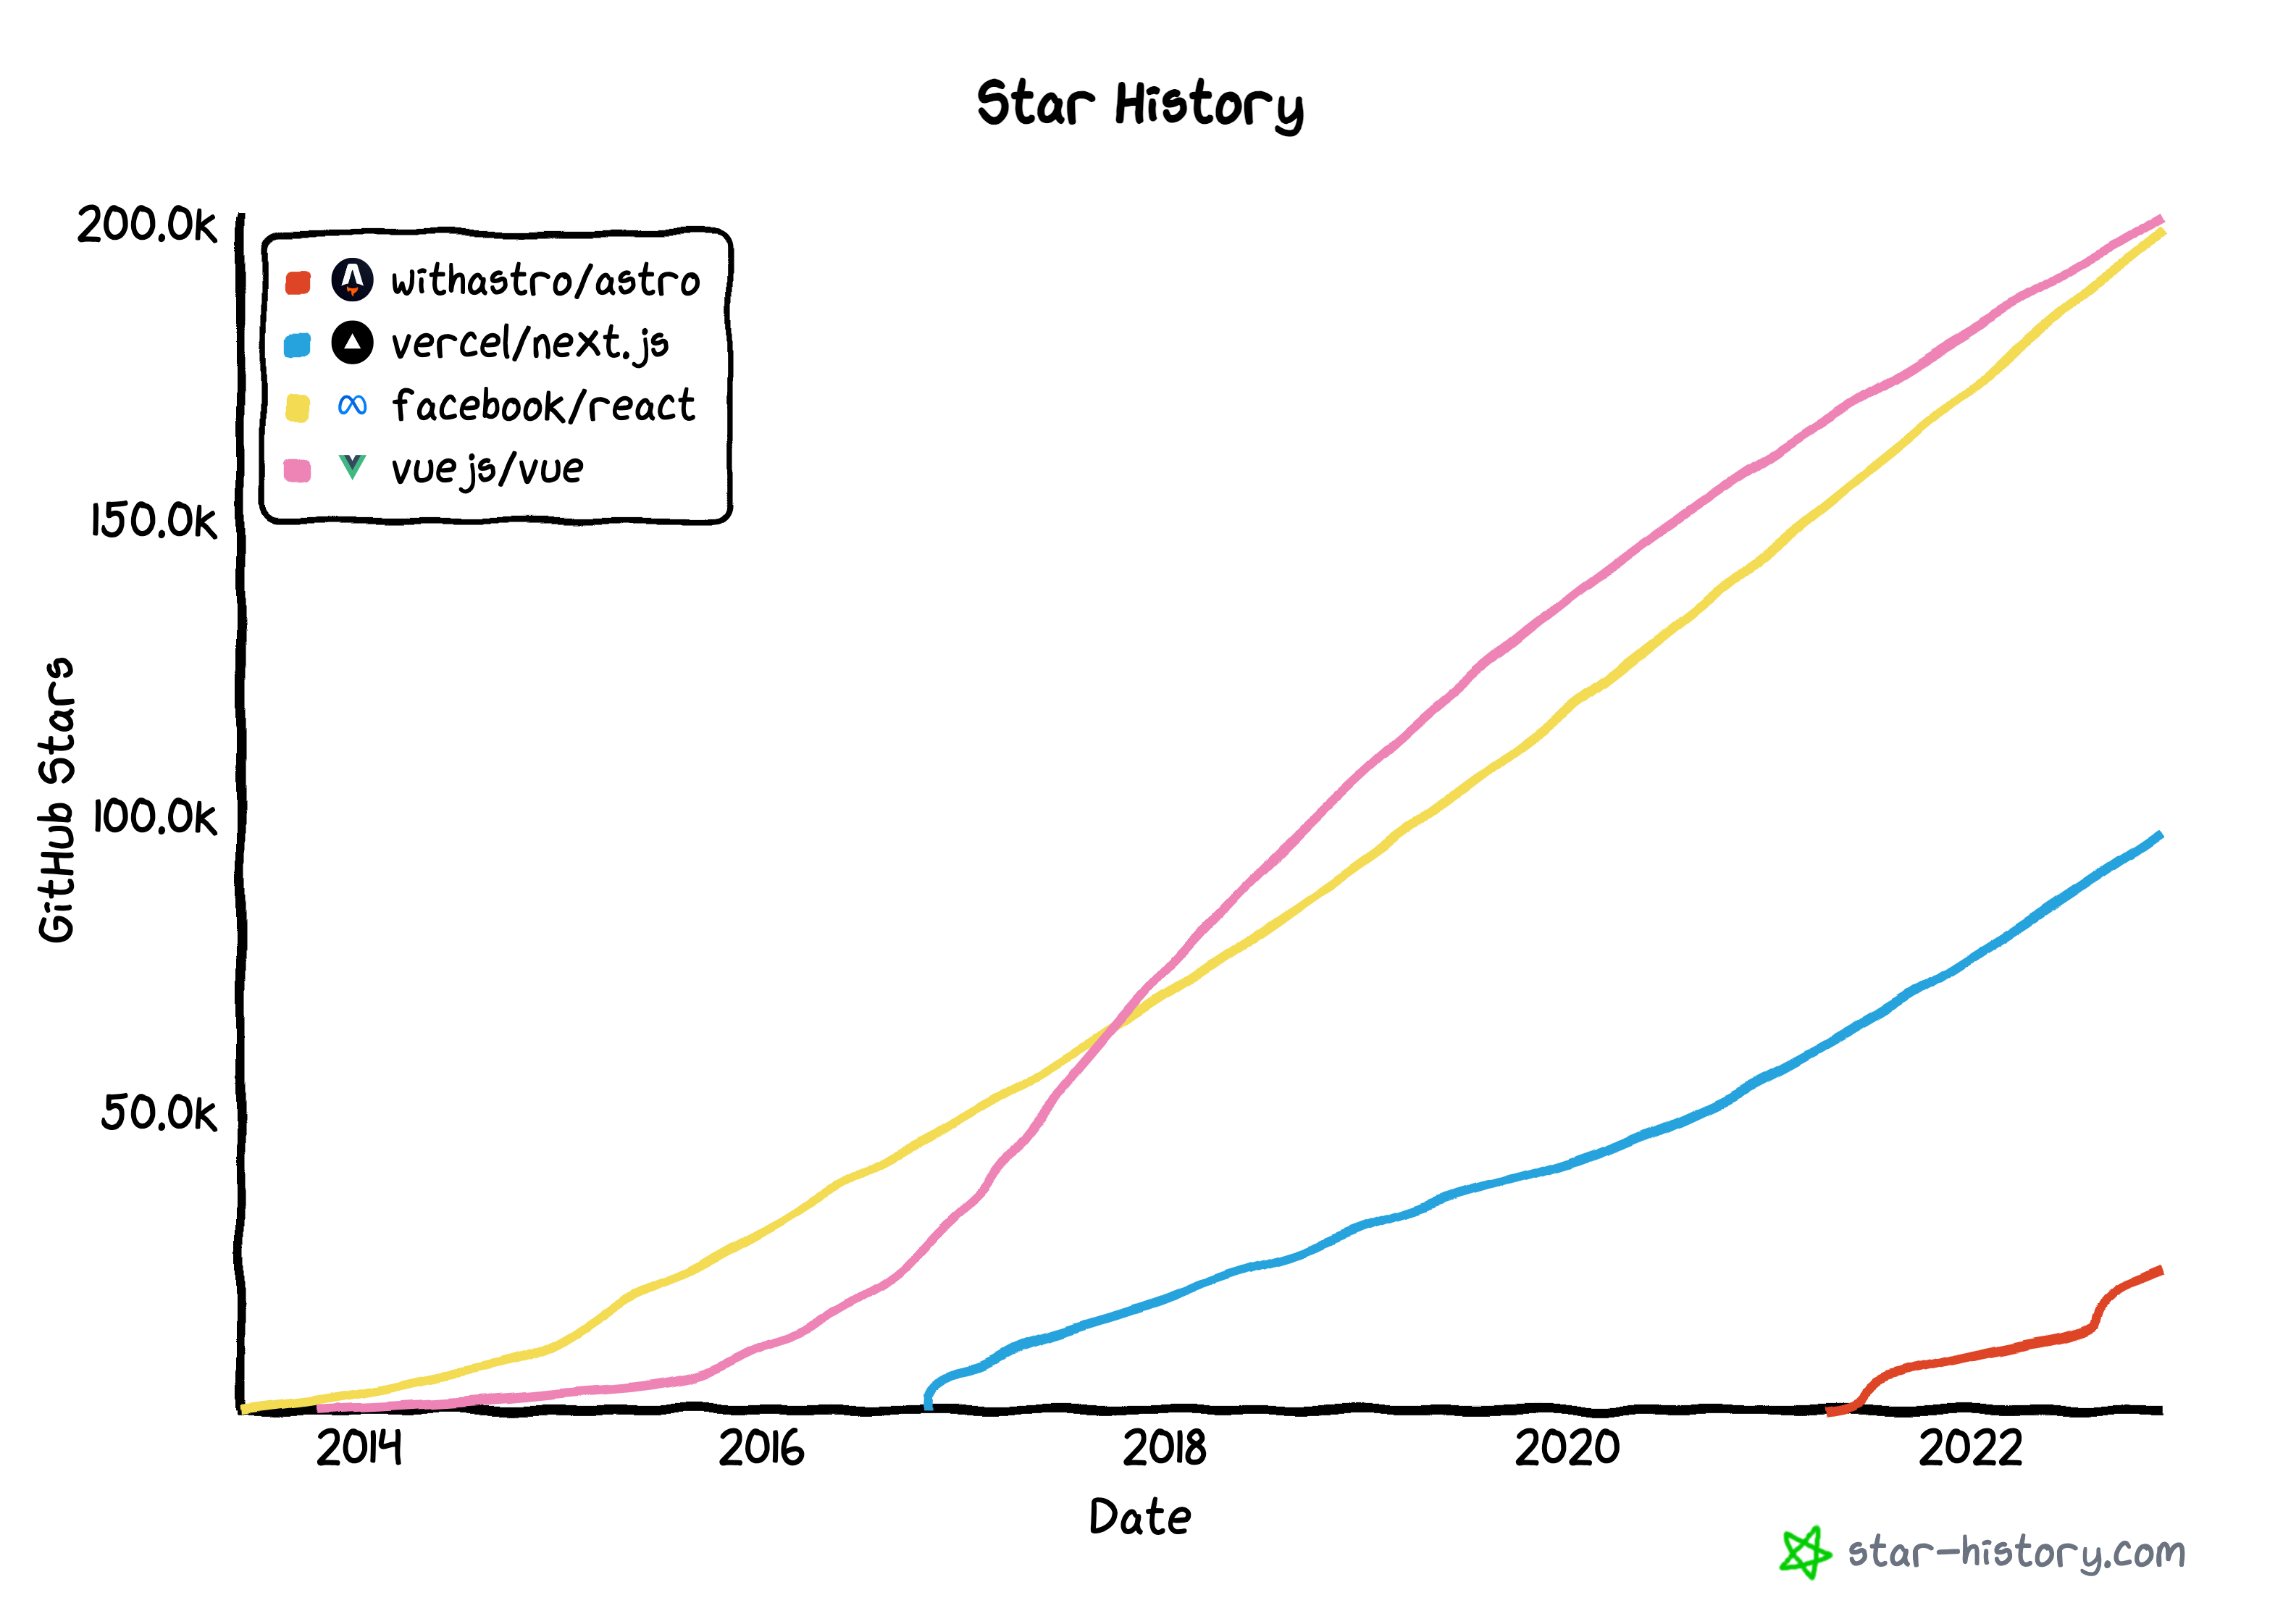 Star History
200.0k
150.0k
100.0k
50.0k
GitHub Stars
withastro/astro
vercel/next.js
facebook/react
vuejs/vue
2014 2016 2018 2020 2022
Date
star-history.com